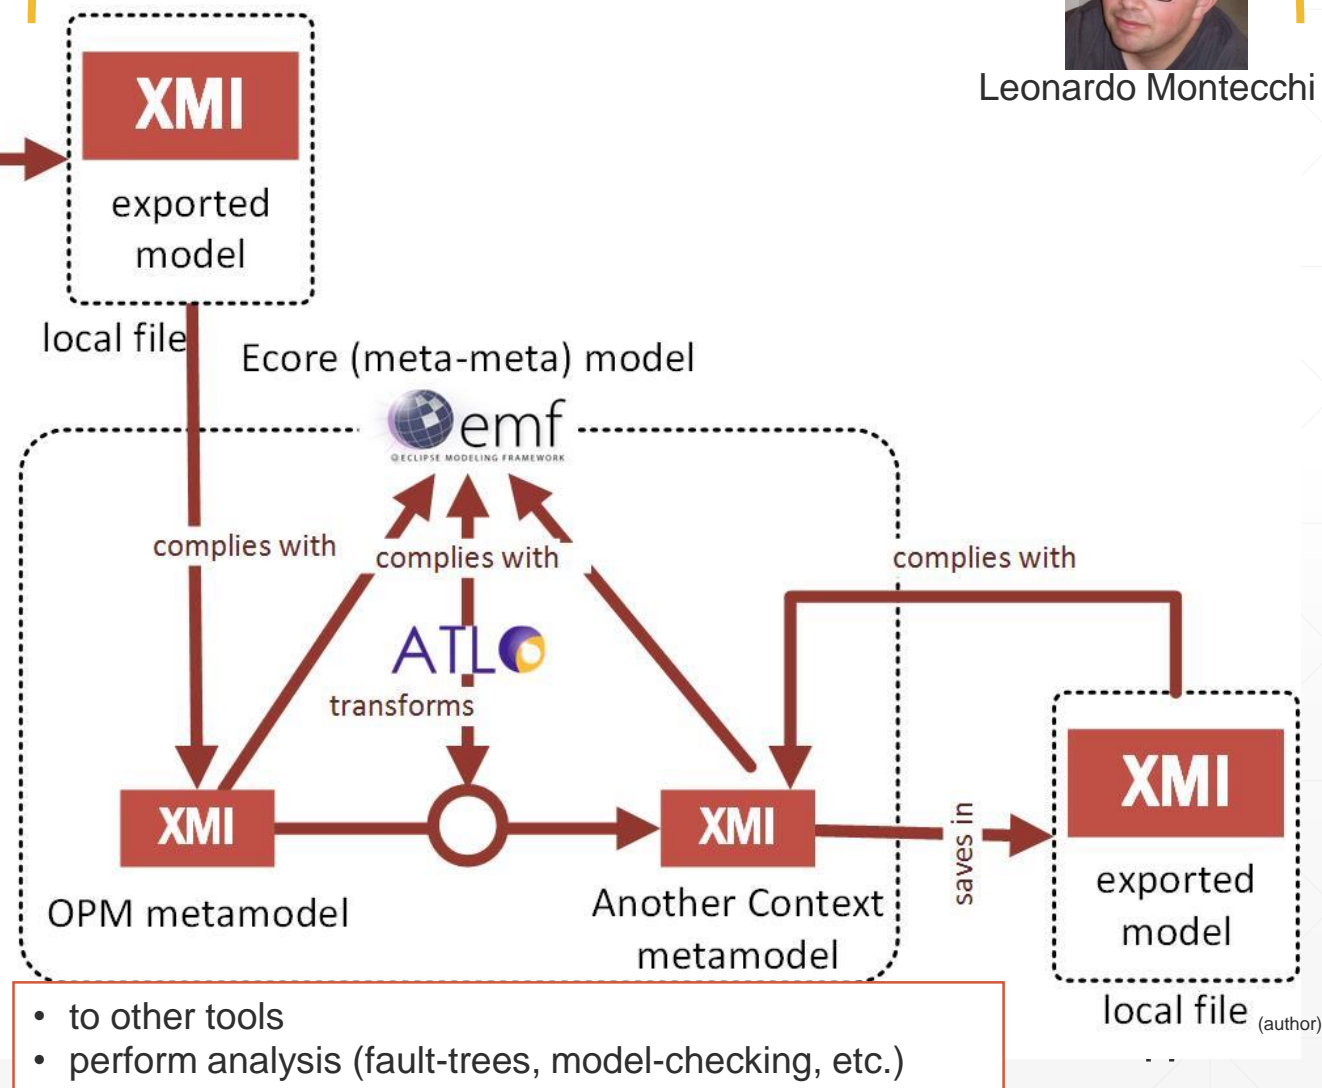 Leonardo Montecchi
XMI
exported
model
local file
Ecore (meta-meta) model
emf
ECLIPSE MODELING FRAMEWORK
complies with
complies with
complies with
ATL
transforms
XMI
OPM metamodel
XMI
Another Context
metamodel
saves in
XMI
exported
model
local file
(author)
• to other tools
• perform analysis (fault-trees, model-checking, etc.)